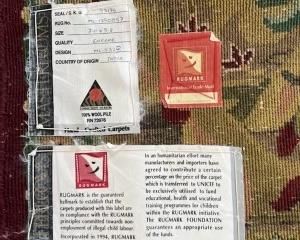 SEAL / S. K. U.
RUG No.
SIZE
QUALITY
DESIGN
COUNTRY OF ORIGIN
100% WOOL PILE
Carpets
RUGMARK
RUGMARK
RUGMARK is the guaranteed
hallmark to establish that the
carpets produced with this label are
in compliance with the RUGMARK
principles committed towards non-
employment of illegal child labour.
Incorporated in 1994, RUGMARK
In an humanitarian effort many
manufacturers and importers have
agreed to contribute a certain
percentage on the price of the carpet
which is transferred to UNICEF to
be exclusively utilised to fund
educational, health and vocational
training programmes for children
within the RUGMARK initiative.
The RUGMARK FOUNDATION
guarantees an appropriate use of
the funds.